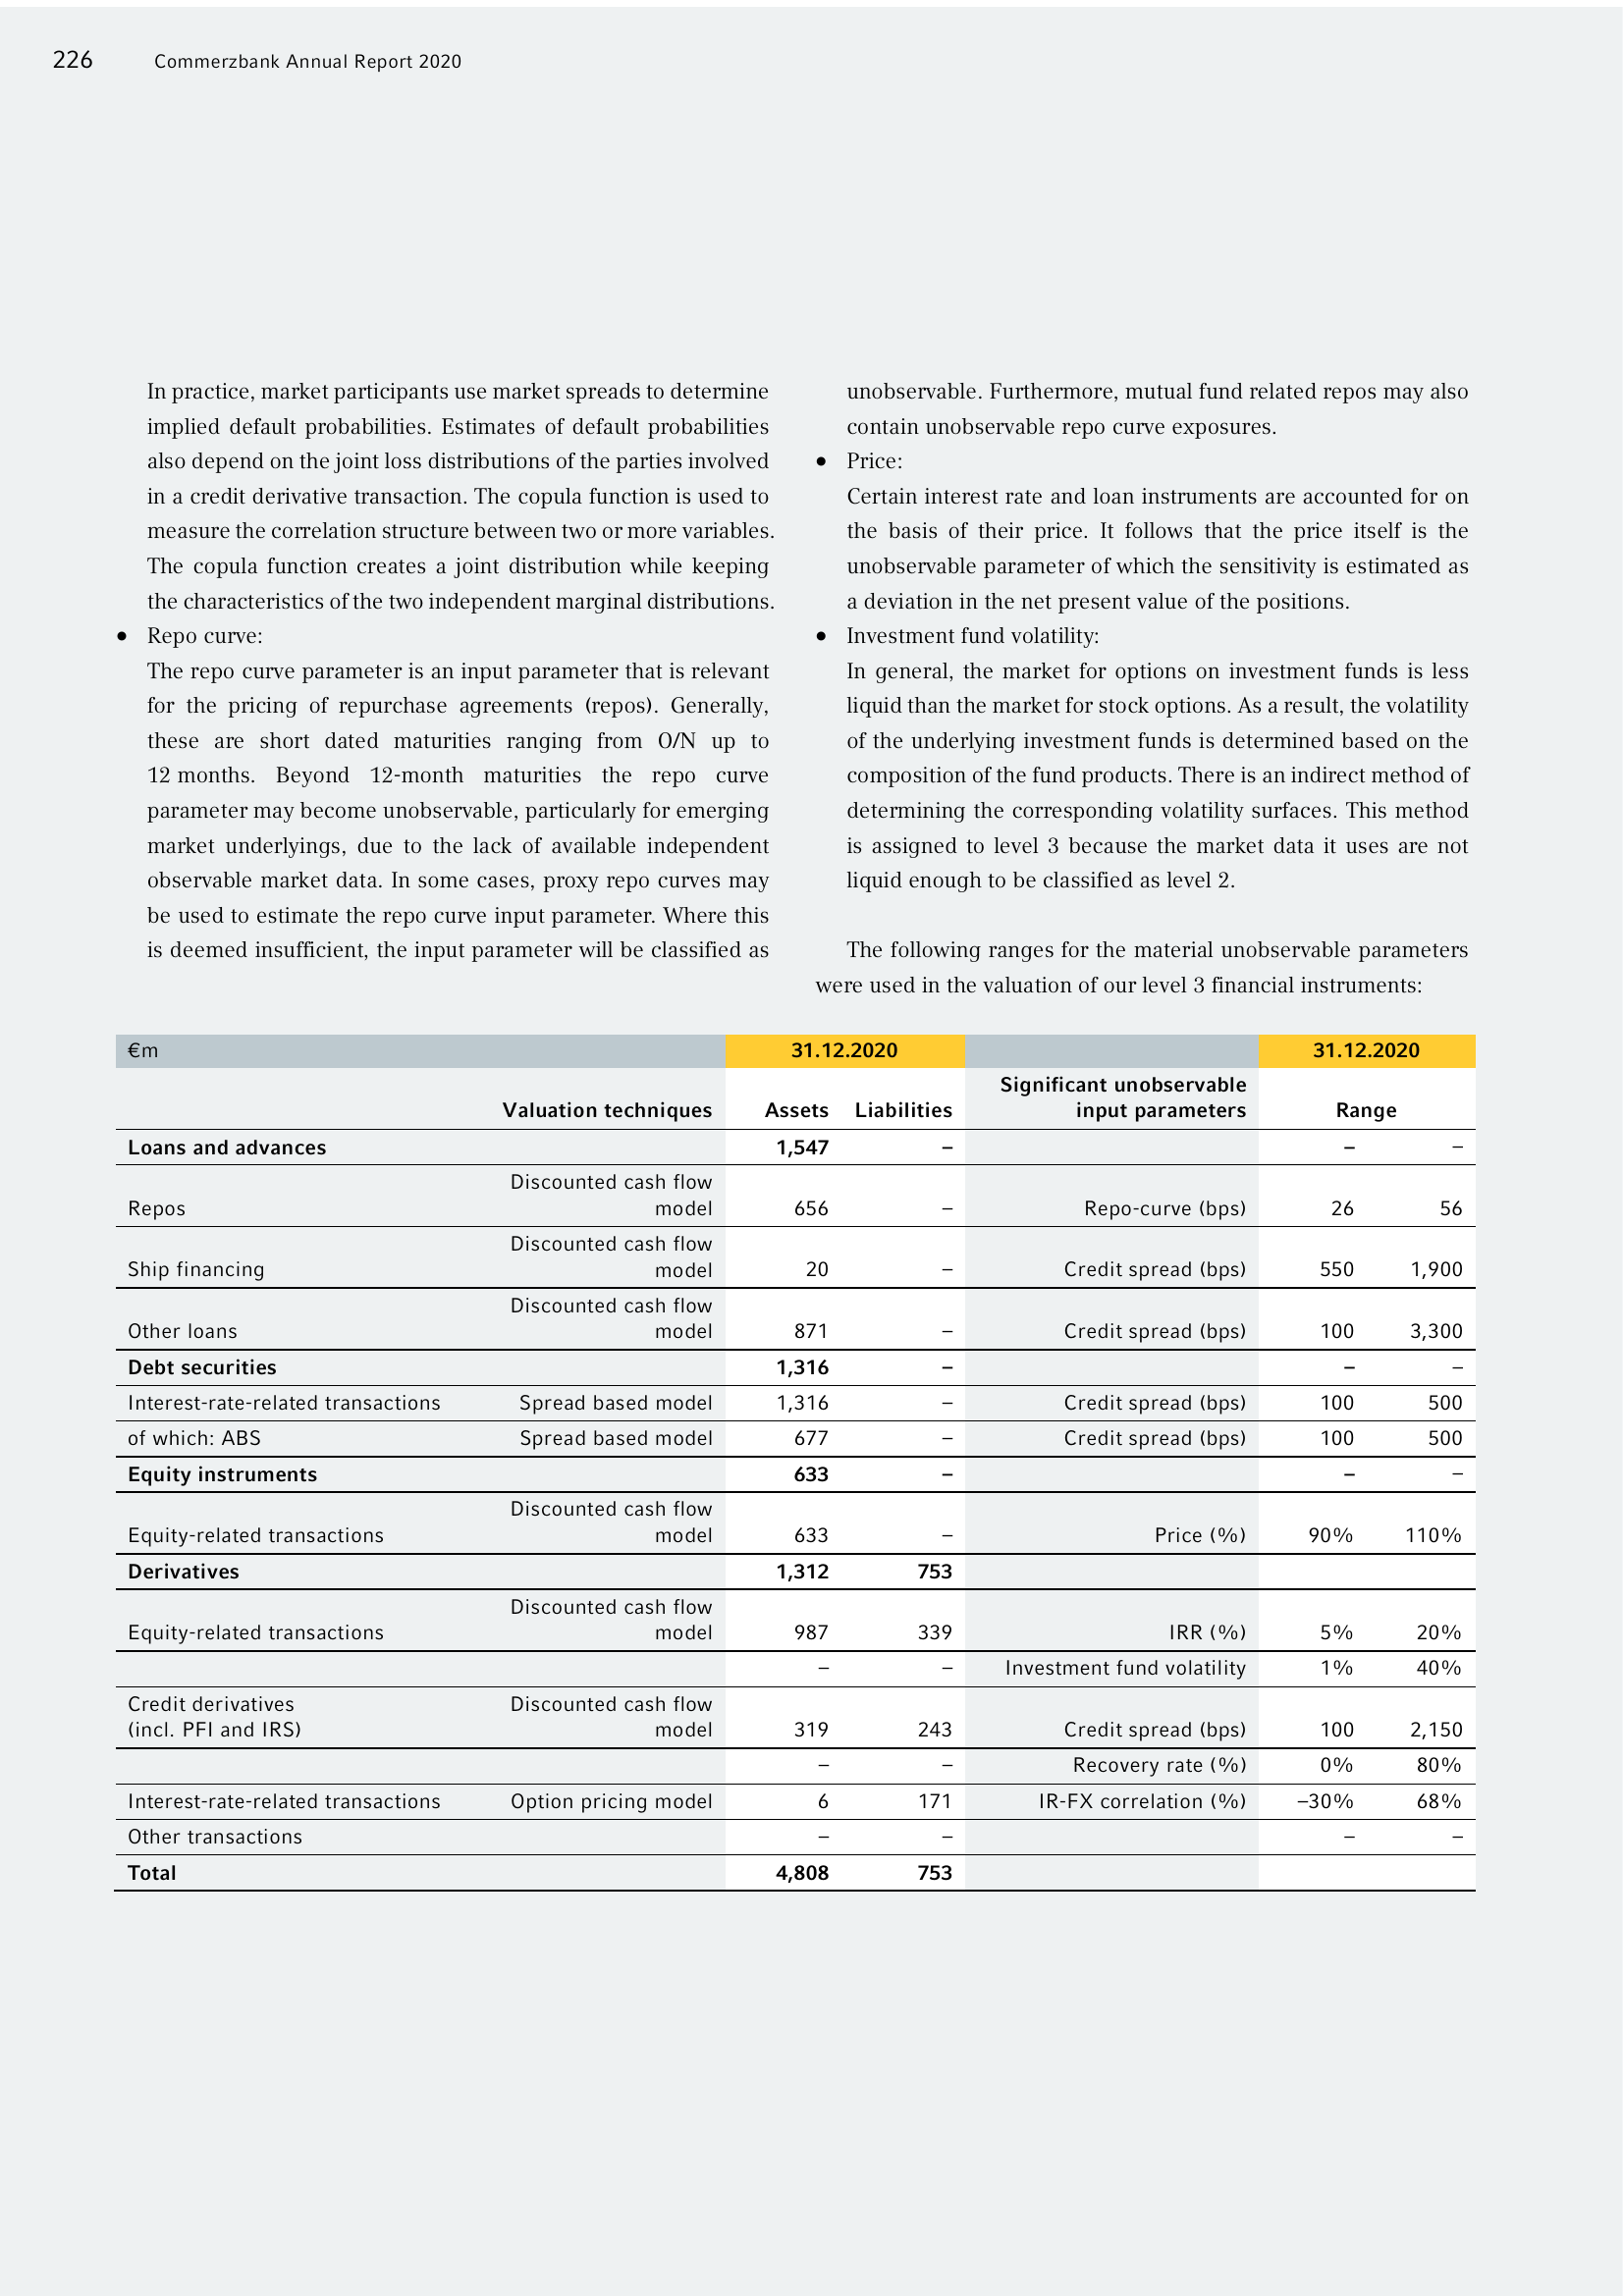 226 Commerzbank Annual Report 2020
In practice, market participants use market spreads to determine
implied default probabilities. Estimates of default probabilities
also depend on the joint loss distributions of the parties involved
in a credit derivative transaction. The copula function is used to
measure the correlation structure between two or more variables.
The copula function creates a joint distribution while keeping
the characteristics of the two independent marginal distributions.
• Repo curve:
The repo curve parameter is an input parameter that is relevant
for the pricing of repurchase agreements (repos). Generally,
these are short dated maturities ranging from O/N up to
12 months. Beyond 12-month maturities the repo curve
parameter may become unobservable, particularly for emerging
market underlyings, due to the lack of available independent
observable market data. In some cases, proxy repo curves may
be used to estimate the repo curve input parameter. Where this
is deemed insufficient, the input parameter will be classified as
unobservable. Furthermore, mutual fund related repos may also
contain unobservable repo curve exposures.
• Price:
Certain interest rate and loan instruments are accounted for on
the basis of their price. It follows that the price itself is the
unobservable parameter of which the sensitivity is estimated as
a deviation in the net present value of the positions.
• Investment fund volatility:
In general, the market for options on investment funds is less
liquid than the market for stock options. As a result, the volatility
of the underlying investment funds is determined based on the
composition of the fund products. There is an indirect method of
determining the corresponding volatility surfaces. This method
is assigned to level 3 because the market data it uses are not
liquid enough to be classified as level 2.
The following ranges for the material unobservable parameters
were used in the valuation of our level 3 financial instruments:
€m 31.12.2020 31.12.2020
Significant unobservable
Valuation techniques Assets Liabilities input parameters Range
Loans and advances 1,547 – – –
Discounted cash flow
Repos model 656 – Repo-curve (bps) 26 56
Discounted cash flow
Ship financing model 20 – Credit spread (bps) 550 1,900
Discounted cash flow
Other loans model 871 – Credit spread (bps) 100 3,300
Debt securities 1,316 – – –
Interest-rate-related transactions Spread based model 1,316 – Credit spread (bps) 100 500
of which: ABS Spread based model 677 – Credit spread (bps) 100 500
Equity instruments 633 – – –
Discounted cash flow
Equity-related transactions model 633 – Price (%) 90% 110%
Derivatives 1,312 753
Discounted cash flow
Equity-related transactions model 987 339 IRR (%) 5% 20%
– – Investment fund volatility 1% 40%
Credit derivatives Discounted cash flow
(incl. PFI and IRS) model 319 243 Credit spread (bps) 100 2,150
– – Recovery rate (%) 0% 80%
Interest-rate-related transactions Option pricing model 6 171 IR-FX correlation (%) –30% 68%
Other transactions – – – –
Total 4,808 753